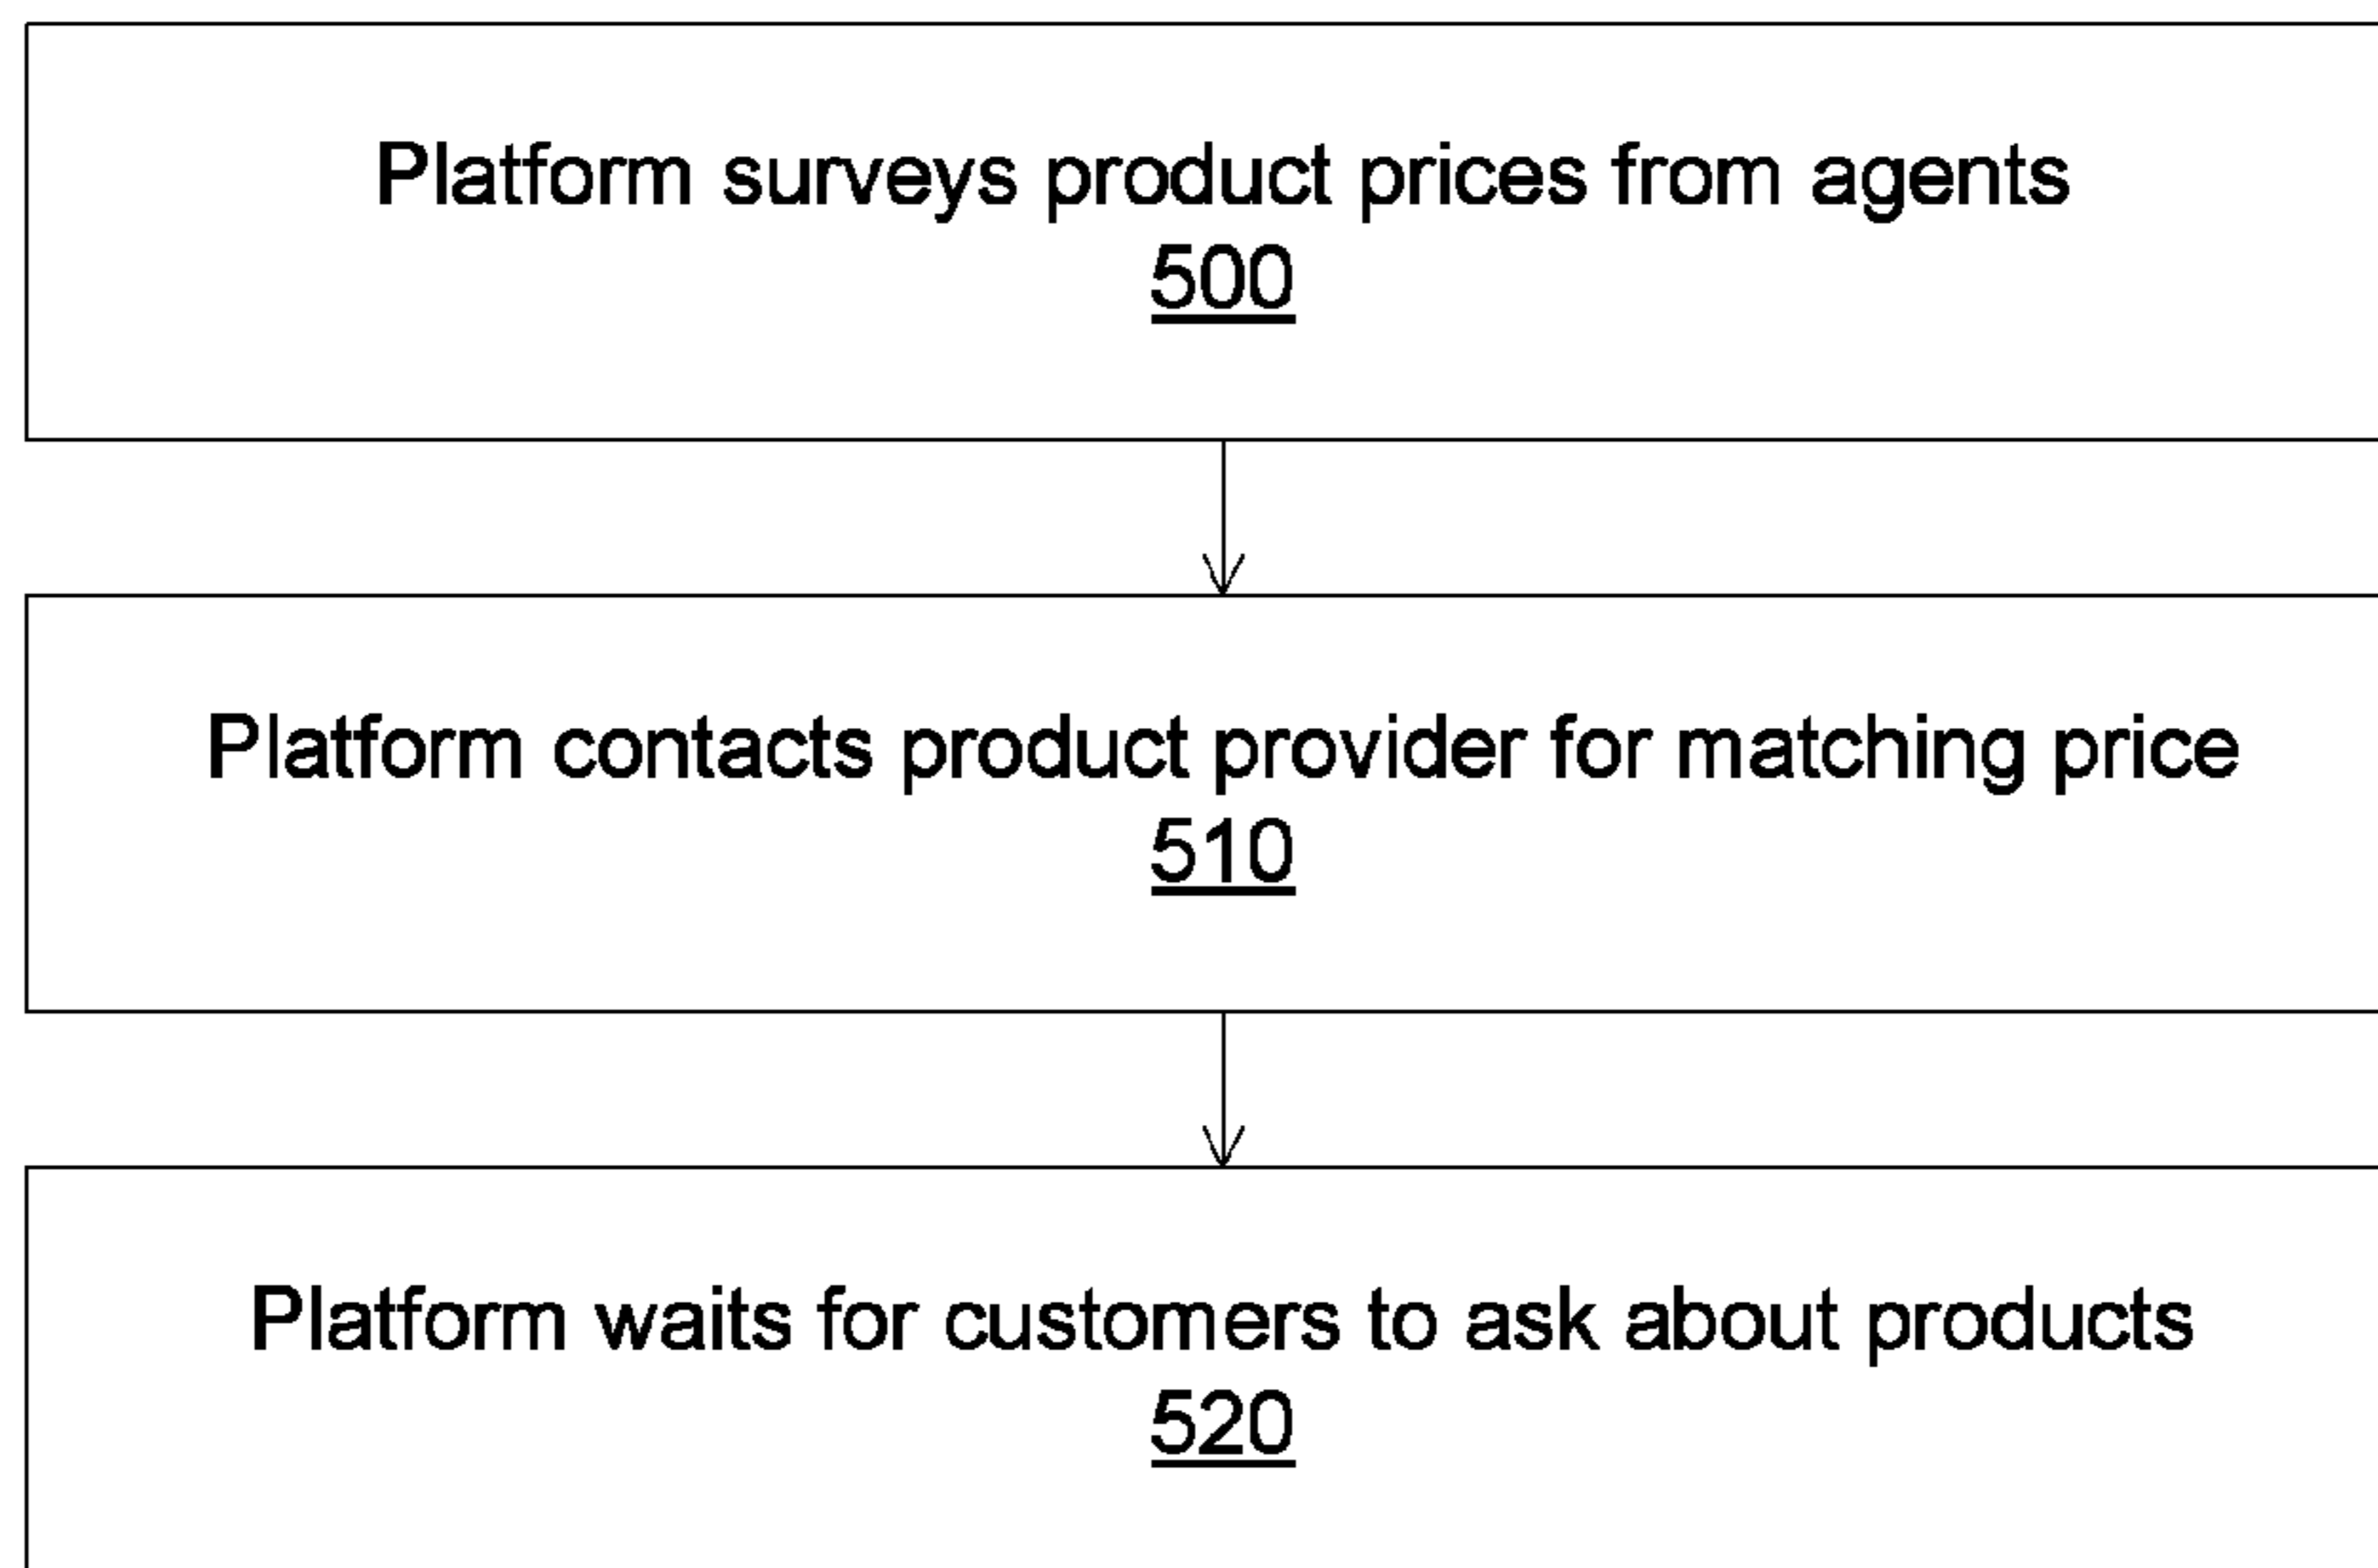 Platform surveys product prices from agents
500
Platform contacts product provider for matching price
510
Platform waits for customers to ask about products
520